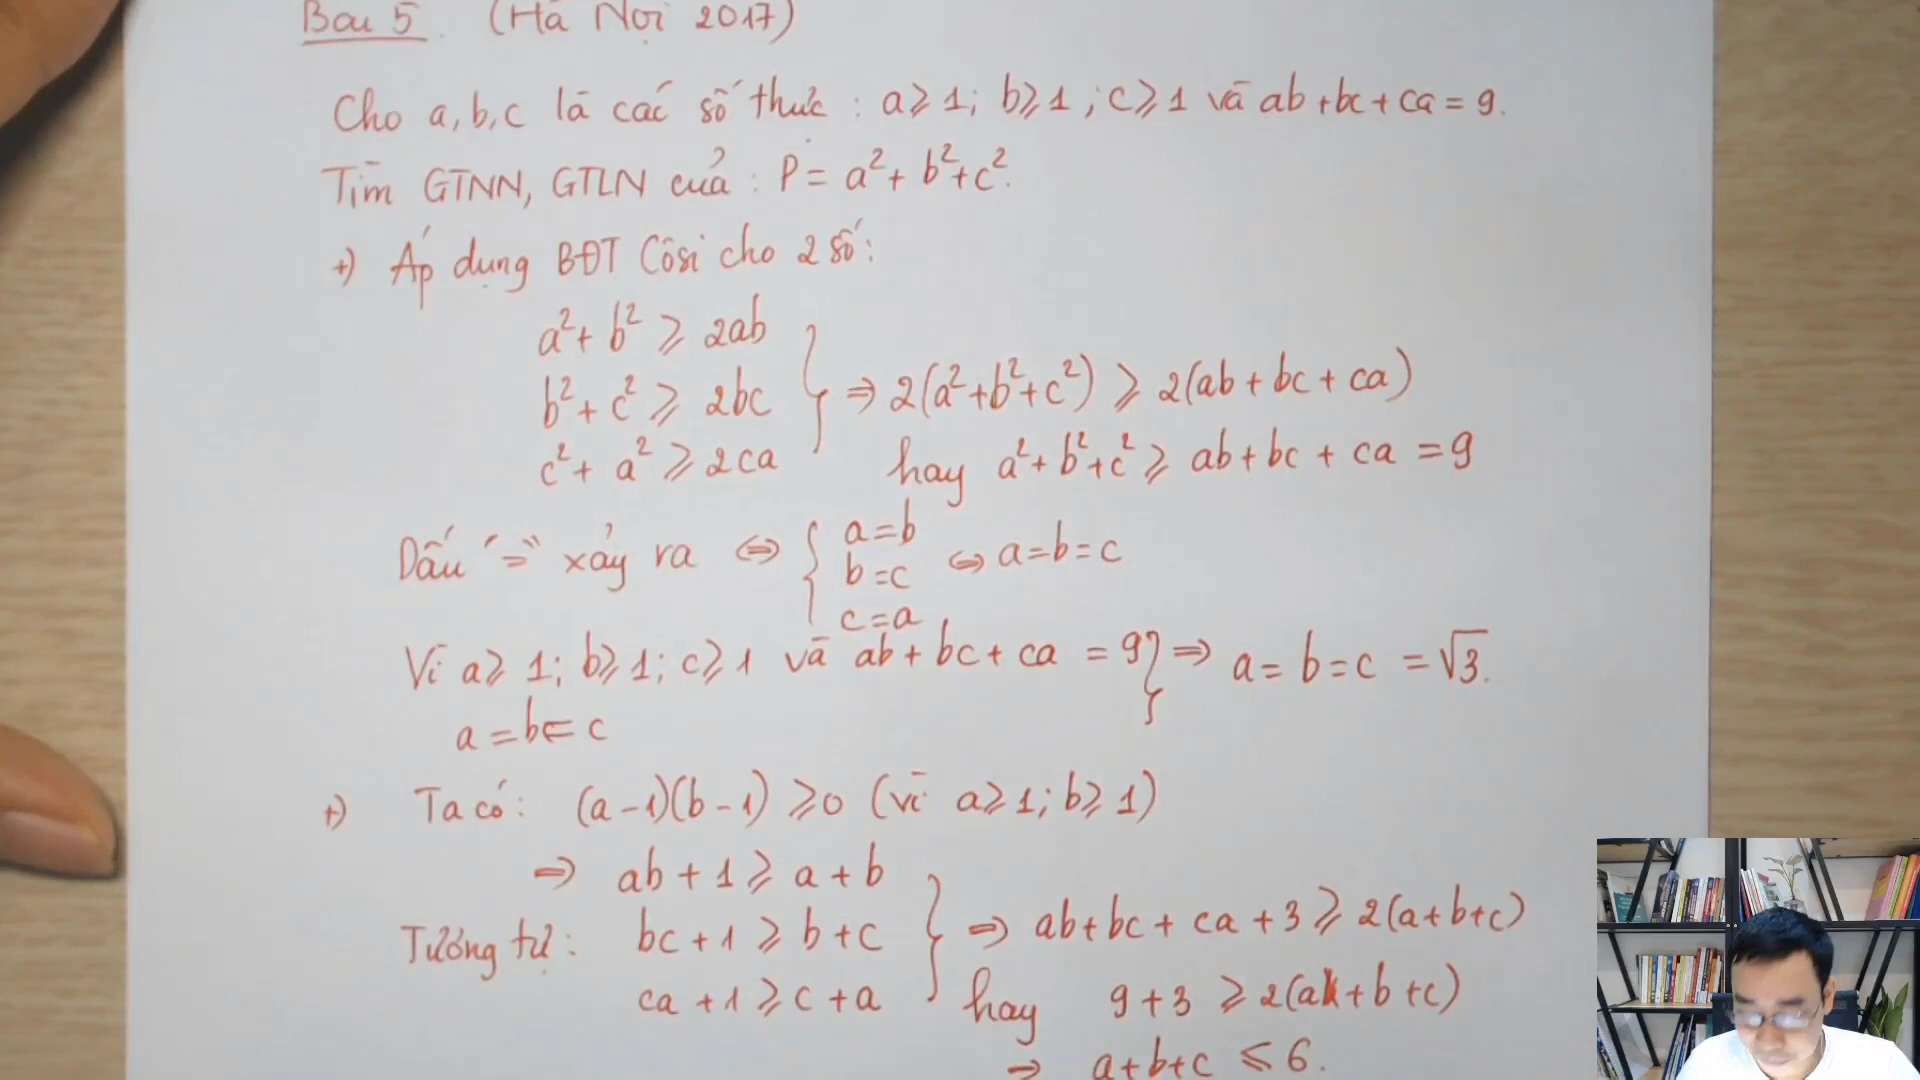 Bài 5. (Hà Nội 2017)
Cho a, b, c là các số thực : a ≥ 1; b ≥ 1 ; c ≥ 1 và ab + bc + ca = 9.
Tìm GTNN, GTLN của : P = a² + b² + c².
+) Áp dụng BĐT Côsi cho 2 số :
a² + b² ≥ 2ab
b² + c² ≥ 2bc } ⇒ 2(a² + b² + c²) ≥ 2(ab + bc + ca)
c² + a² ≥ 2ca hay a² + b² + c² ≥ ab + bc + ca = 9
Dấu "=" xảy ra ⇔ { a = b
b = c ⇔ a = b = c
c = a
Vì a ≥ 1; b ≥ 1; c ≥ 1 và ab + bc + ca = 9 } ⇒ a = b = c = √3.
a = b = c
+) Ta có : (a - 1)(b - 1) ≥ 0 (vì a ≥ 1; b ≥ 1)
⇒ ab + 1 ≥ a + b
Tương tự : bc + 1 ≥ b + c } ⇒ ab + bc + ca + 3 ≥ 2(a + b + c)
ca + 1 ≥ c + a hay 9 + 3 ≥ 2(a + b + c)
⇒ a + b + c ≤ 6.